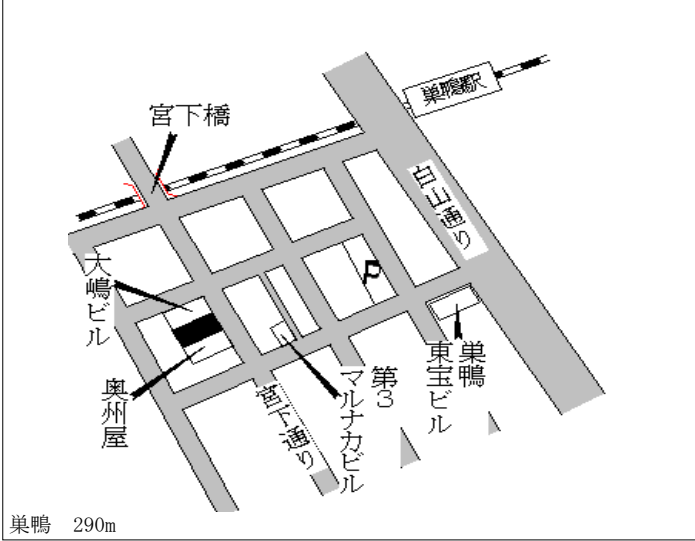 巣鴨駅
宮下橋
白山通り
大嶋ビル
奥州屋
宮下通り
第3
マルナカビル
巣鴨
東宝ビル
P
巣鴨 290m